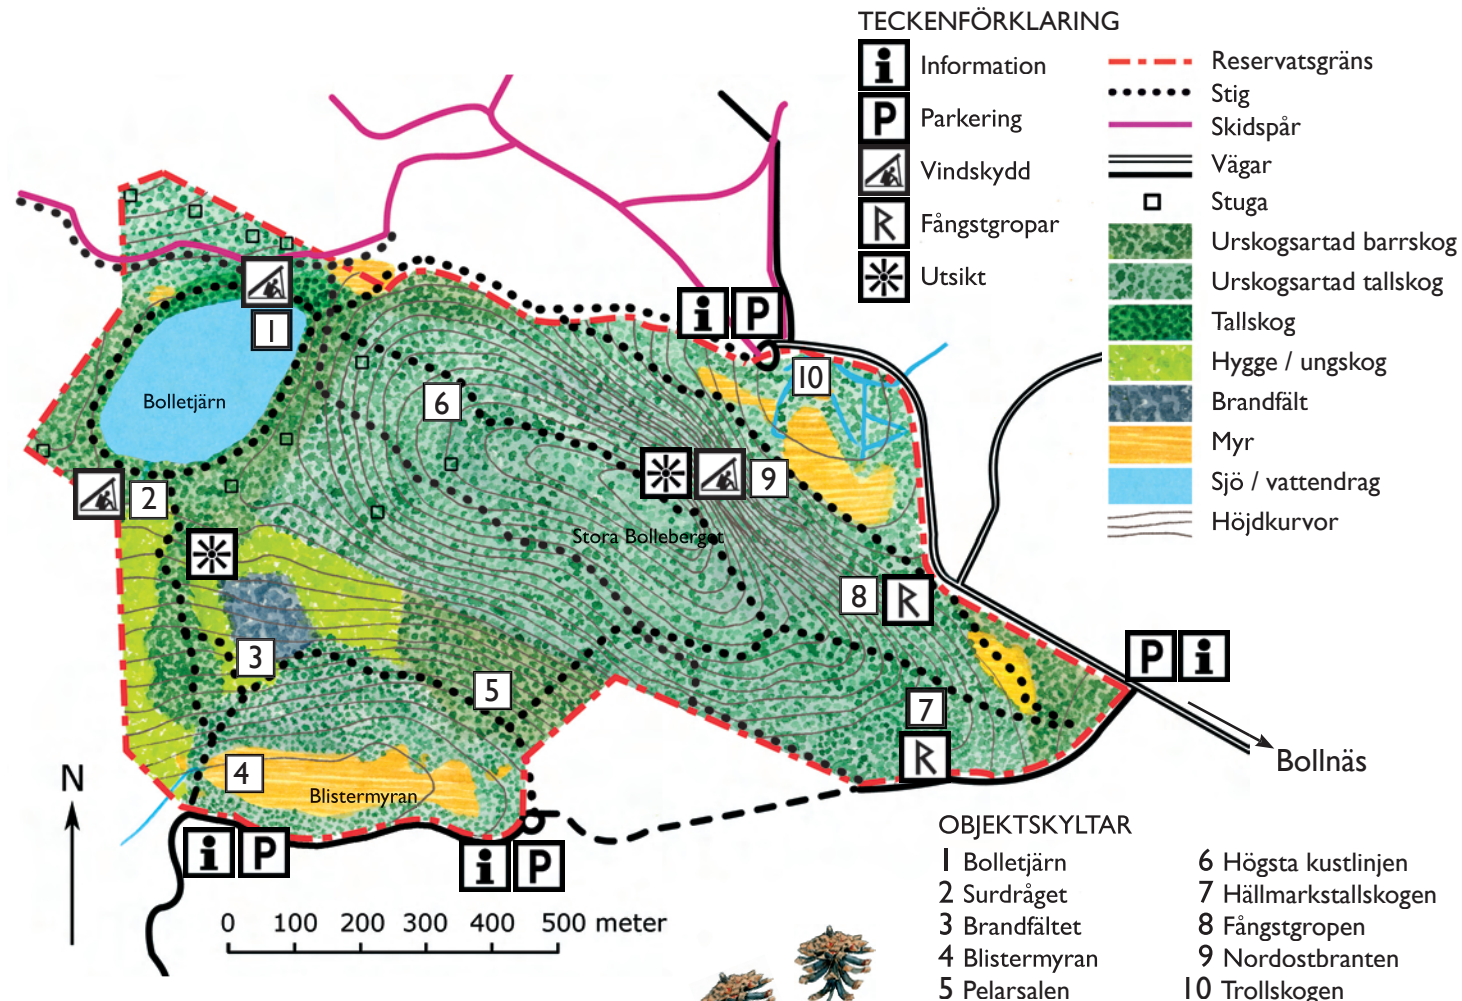 TECKENFÖRKLARING
i Information
P Parkering
Vindskydd
R Fångstgropar
Utsikt
Reservatsgräns
Stig
Skidspår
Vägar
Stuga
Urskogsartad barrskog
Urskogsartad tallskog
Tallskog
Hygge / ungskog
Brandfält
Myr
Sjö / vattendrag
Höjdkurvor
1
i P
10
Bolletjärn
6
9
2
Stora Bolleberget
8 R
3
P i
5
7
R
4
Blistermyran
Bollnäs
N
i P
i P
0 100 200 300 400 500 meter
OBJEKTSKYLTAR
1 Bolletjärn
2 Surdråget
3 Brandfältet
4 Blistermyran
5 Pelarsalen
6 Högsta kustlinjen
7 Hällmarkstallskogen
8 Fångstgropen
9 Nordostbranten
10 Trollskogen